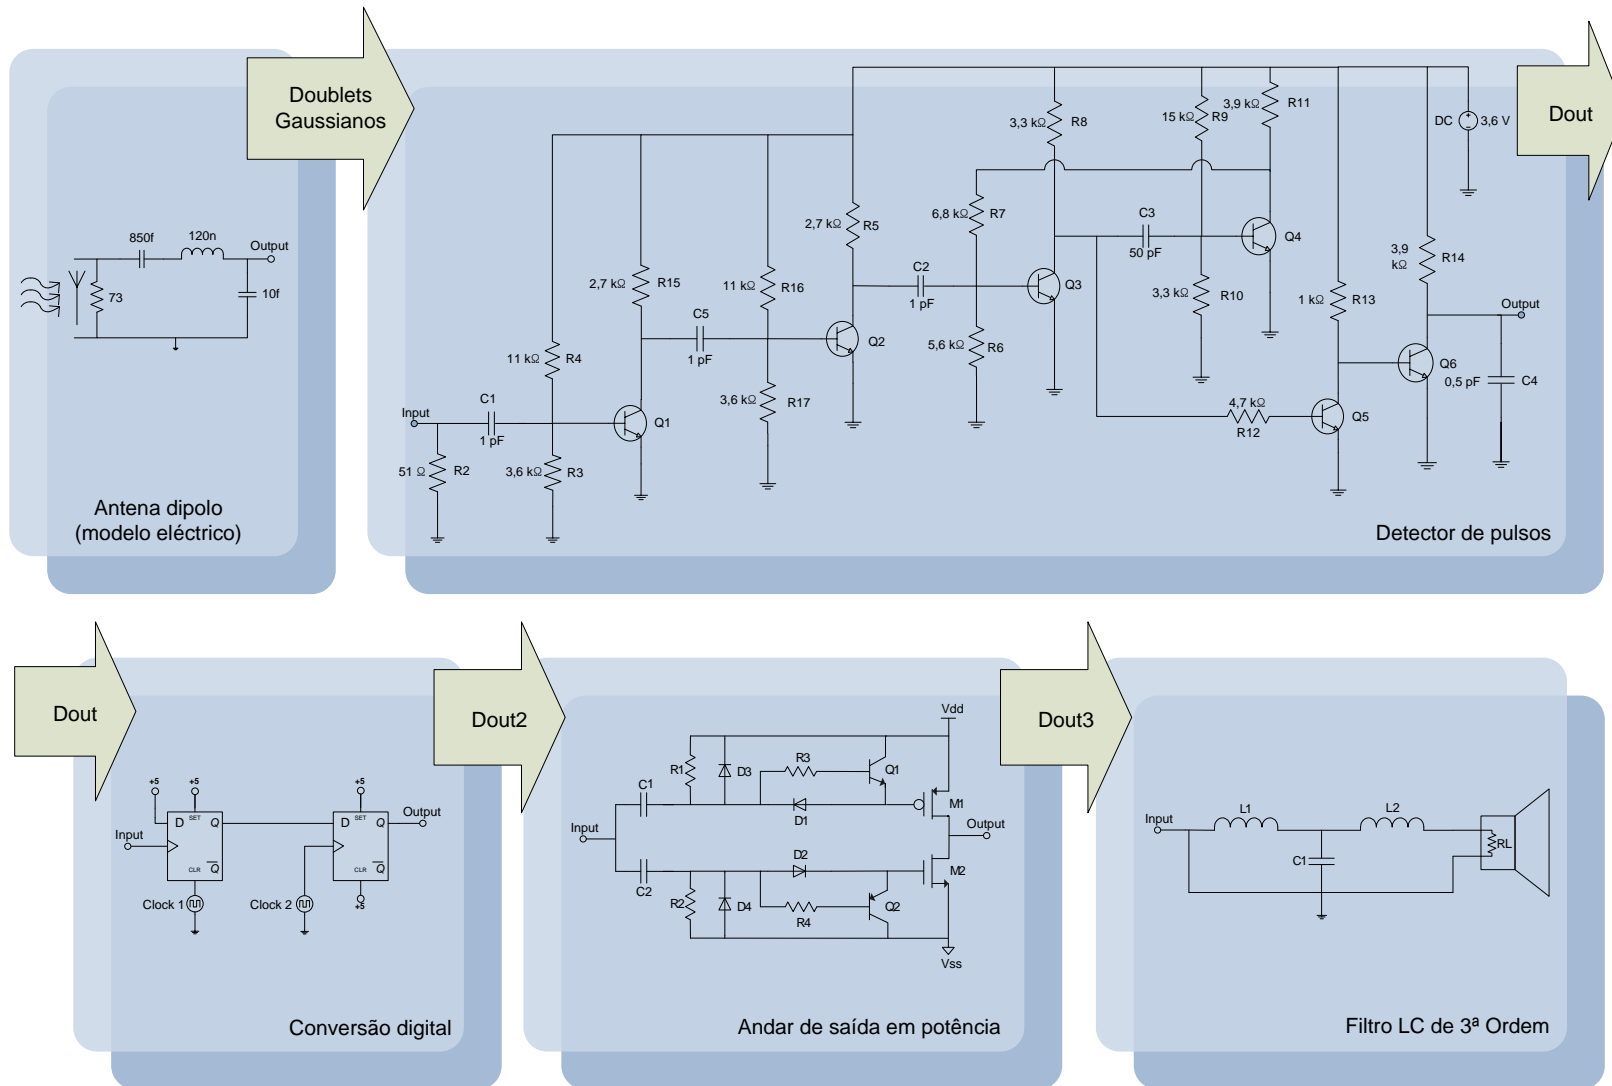 Doublets
Gaussianos
Dout
850f
120n
Output
73
10f
Antena dipolo
(modelo eléctrico)
Input
51 Ω
R2
C1
1 pF
11 kΩ
R4
3,6 kΩ
R3
2,7 kΩ
R15
Q1
C5
1 pF
11 kΩ
R16
3,6 kΩ
R17
2,7 kΩ
R5
Q2
C2
1 pF
6,8 kΩ
R7
5,6 kΩ
R6
3,3 kΩ
R8
Q3
C3
50 pF
15 kΩ
R9
3,3 kΩ
R10
3,9 kΩ
R11
Q4
4,7 kΩ
R12
1 kΩ
R13
Q5
3,9
kΩ
R14
Q6
0,5 pF
C4
Output
DC
3,6 V
Detector de pulsos
Dout
+5
+5
+5
Input
D
SET
Q
CLR
Q
D
SET
Q
CLR
Q
Output
Clock 1
Clock 2
+5
Conversão digital
Dout2
Vdd
R1
D3
R3
Q1
C1
D1
M1
Input
Output
C2
D2
M2
R2
D4
R4
Q2
Vss
Andar de saída em potência
Dout3
Input
L1
L2
C1
RL
Filtro LC de 3ª Ordem